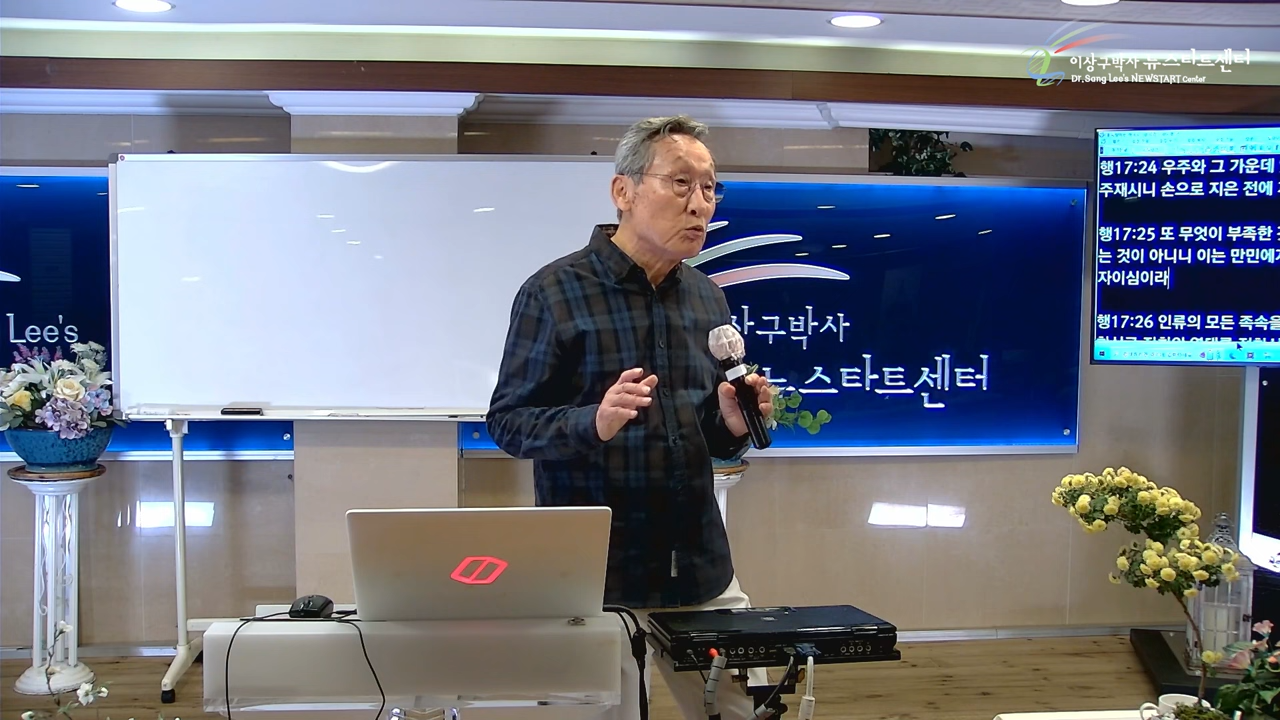 이상구박사 뉴스타트센터
Dr. Sang Lee's NEWSTART Center
행17:24 우주와 그 가운데
주재시니 손으로 지은 전에
행17:25 또 무엇이 부족한
는 것이 아니니 이는 만민에게
자이심이라
행17:26 인류의 모든 족속을
Lee's
상구박사
뉴스타트센터